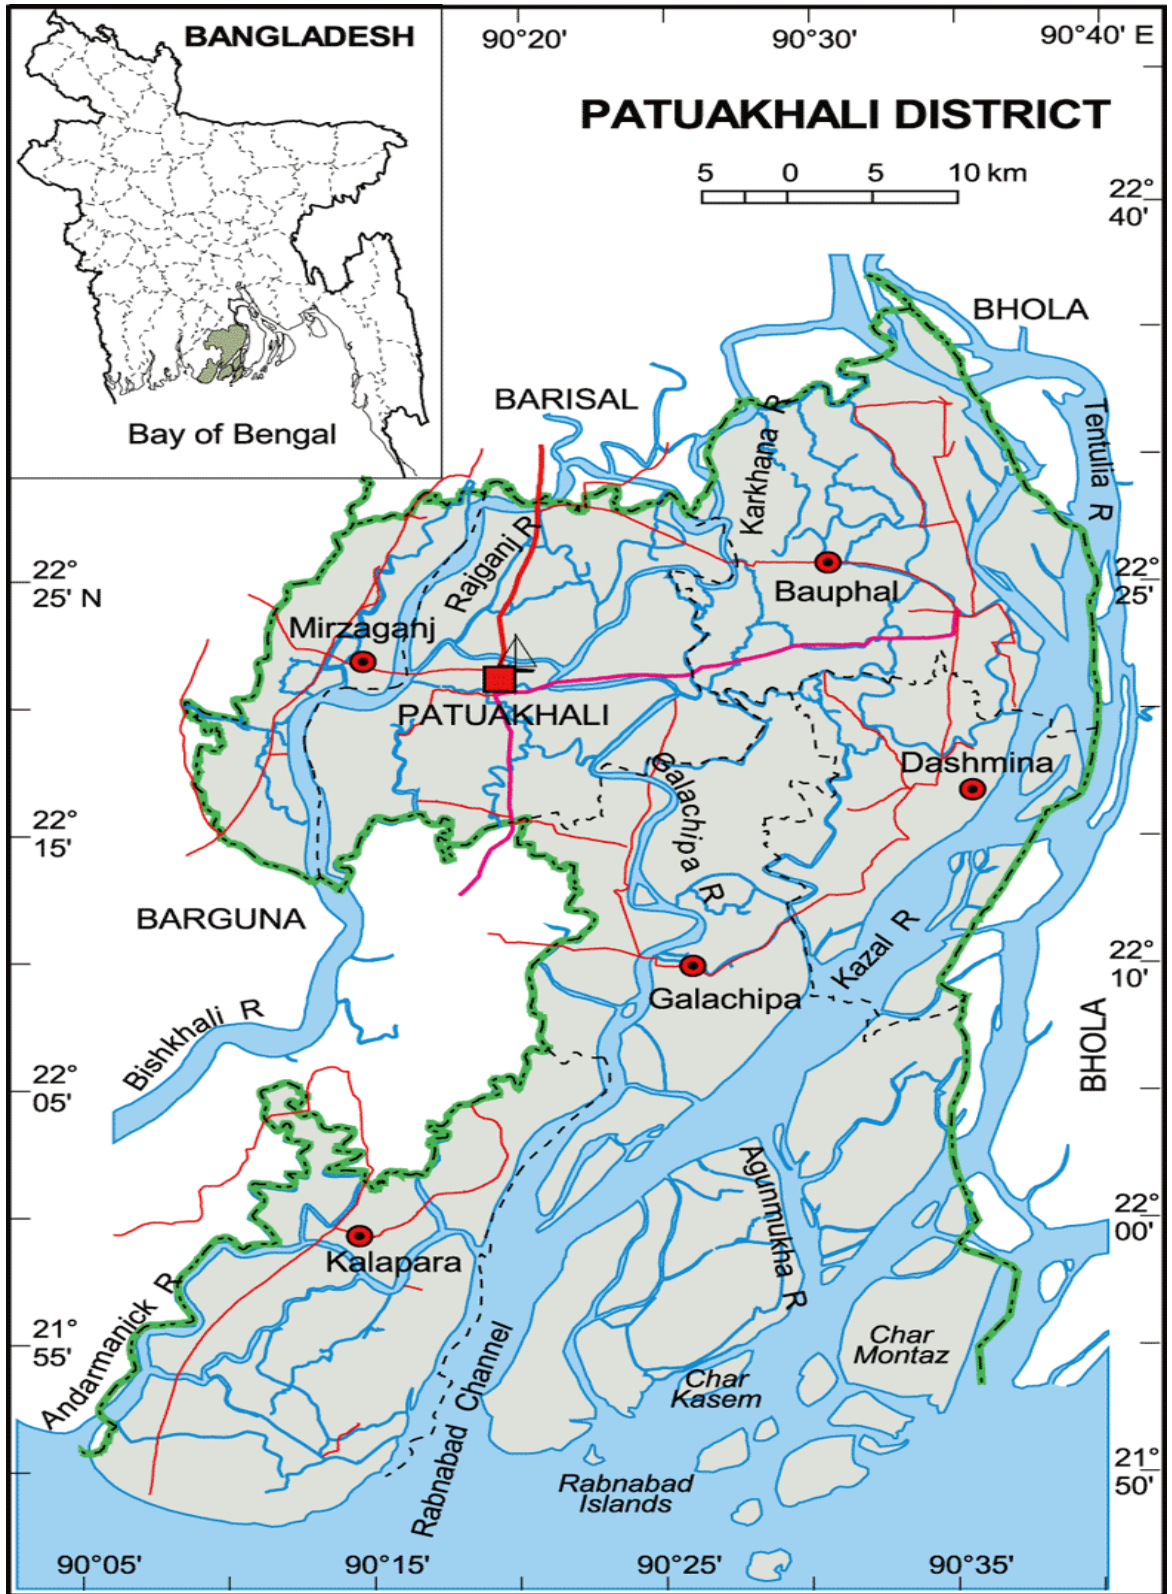 BANGLADESH
Bay of Bengal
90°20'
90°30'
90°40' E
PATUAKHALI DISTRICT
5 0 5 10 km
22°
40'
BHOLA
BARISAL
Tentulia R
Karkhana R
Rajganj R
22°
25' N
22°
25'
Bauphal
Mirzaganj
PATUAKHALI
Dashmina
Galachipa R
22°
15'
BARGUNA
Kazal R
22°
10'
Galachipa
Bishkhali R
BHOLA
22°
05'
Agunmukha R
22°
00'
Kalapara
Andarmanick R
21°
55'
Char
Montaz
Rabnabad Channel
Char
Kasem
21°
50'
Rabnabad
Islands
90°05'
90°15'
90°25'
90°35'